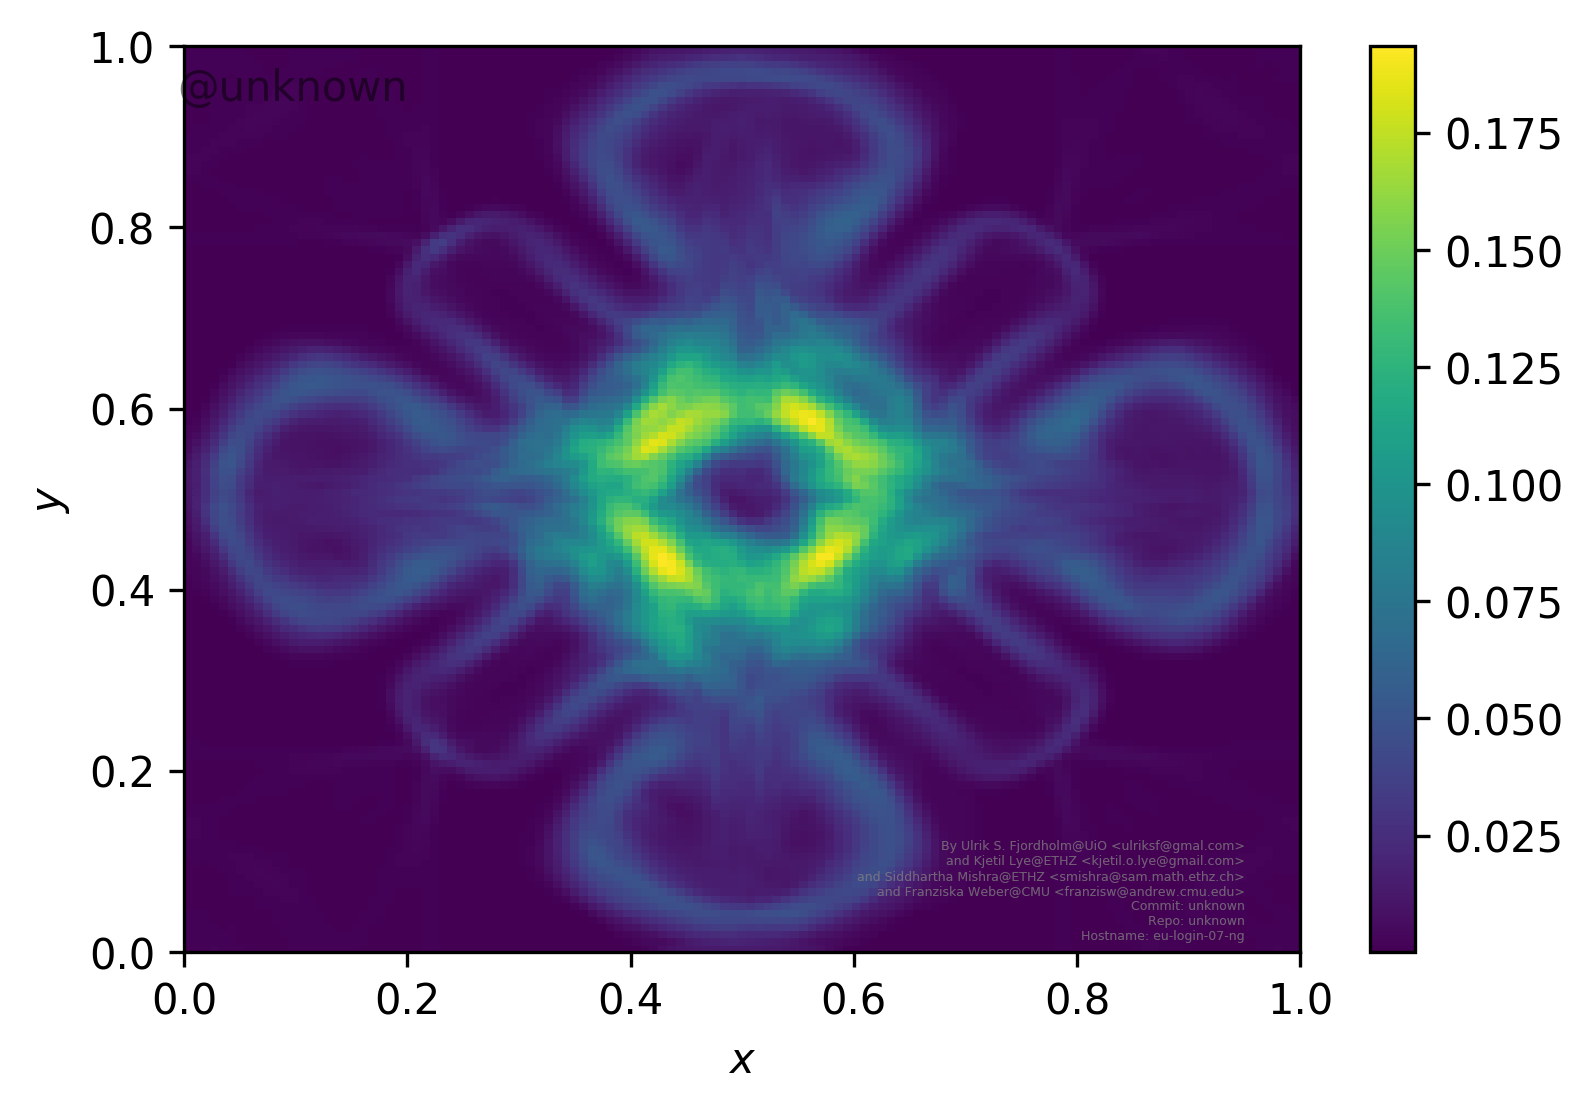 @unknown
1.0
0.8
0.6
0.4
0.2
0.0
y
0.0 0.2 0.4 0.6 0.8 1.0
x
0.175
0.150
0.125
0.100
0.075
0.050
0.025
By Ulrik S. Fjordholm@UiO <ulriksf@gmal.com>
and Kjetil Lye@ETHZ <kjetil.o.lye@gmail.com>
and Siddhartha Mishra@ETHZ <smishra@sam.math.ethz.ch>
and Franziska Weber@CMU <franzisw@andrew.cmu.edu>
Commit: unknown
Repo: unknown
Hostname: eu-login-07-ng